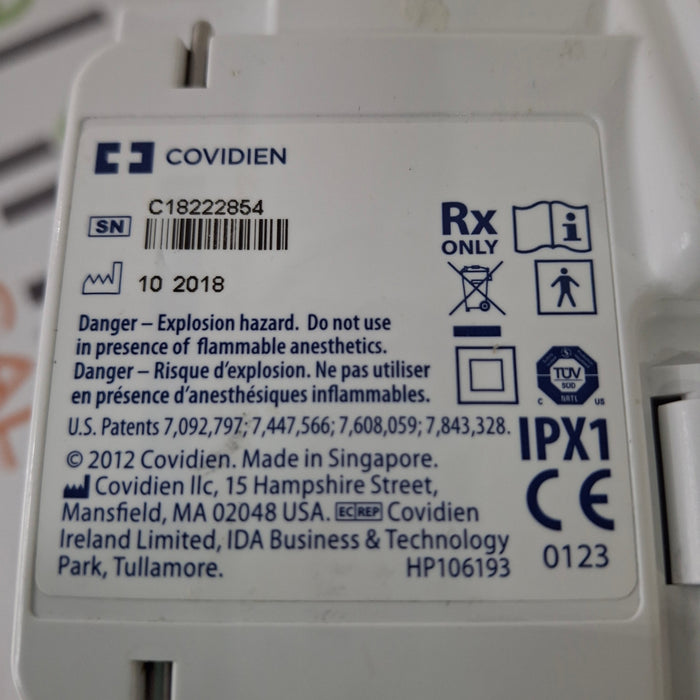 COVIDIEN
SN C18222854
10 2018
Rx
ONLY
Danger – Explosion hazard. Do not use
in presence of flammable anesthetics.
Danger – Risque d'explosion. Ne pas utiliser
en présence d'anesthésiques inflammables.
TÜV
SÜD
C NRTL US
U.S. Patents 7,092,797; 7,447,566; 7,608,059; 7,843,328.
IPX1
© 2012 Covidien. Made in Singapore.
Covidien llc, 15 Hampshire Street,
Mansfield, MA 02048 USA. EC REP Covidien
Ireland Limited, IDA Business & Technology
Park, Tullamore. HP106193
CE
0123